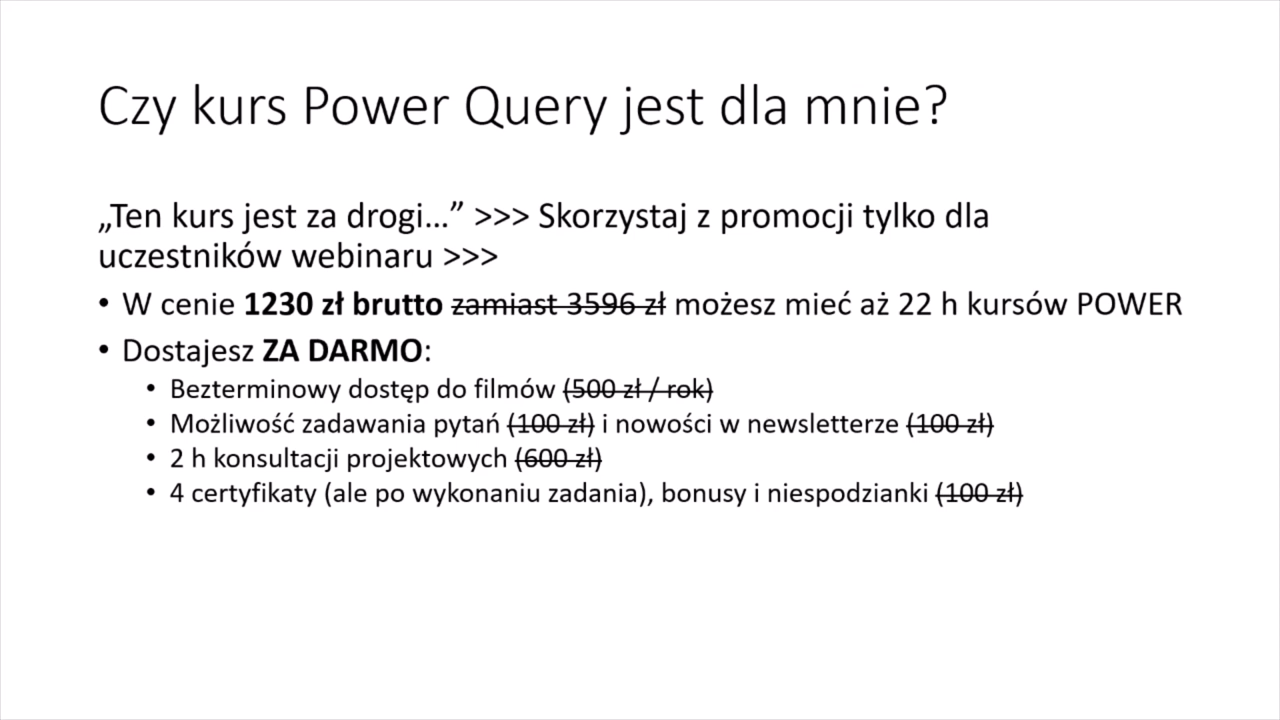 Czy kurs Power Query jest dla mnie?
„Ten kurs jest za drogi…” >>> Skorzystaj z promocji tylko dla
uczestników webinaru >>>
• W cenie 1230 zł brutto zamiast 3596 zł możesz mieć aż 22 h kursów POWER
• Dostajesz ZA DARMO:
• Bezterminowy dostęp do filmów (500 zł / rok)
• Możliwość zadawania pytań (100 zł) i nowości w newsletterze (100 zł)
• 2 h konsultacji projektowych (600 zł)
• 4 certyfikaty (ale po wykonaniu zadania), bonusy i niespodzianki (100 zł)